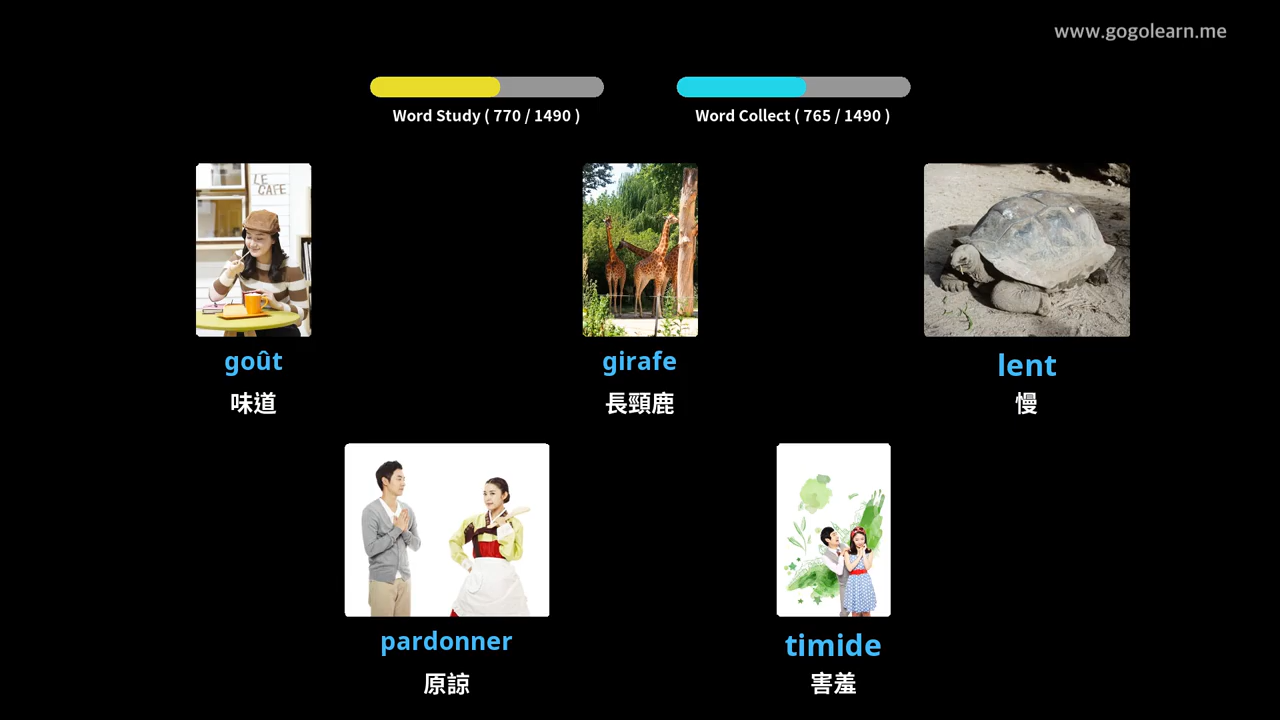 www.gogolearn.me
Word Study ( 770 / 1490 )
Word Collect ( 765 / 1490 )
LE
CAFE
goût
girafe
lent
味道
長頸鹿
慢
pardonner
timide
原諒
害羞